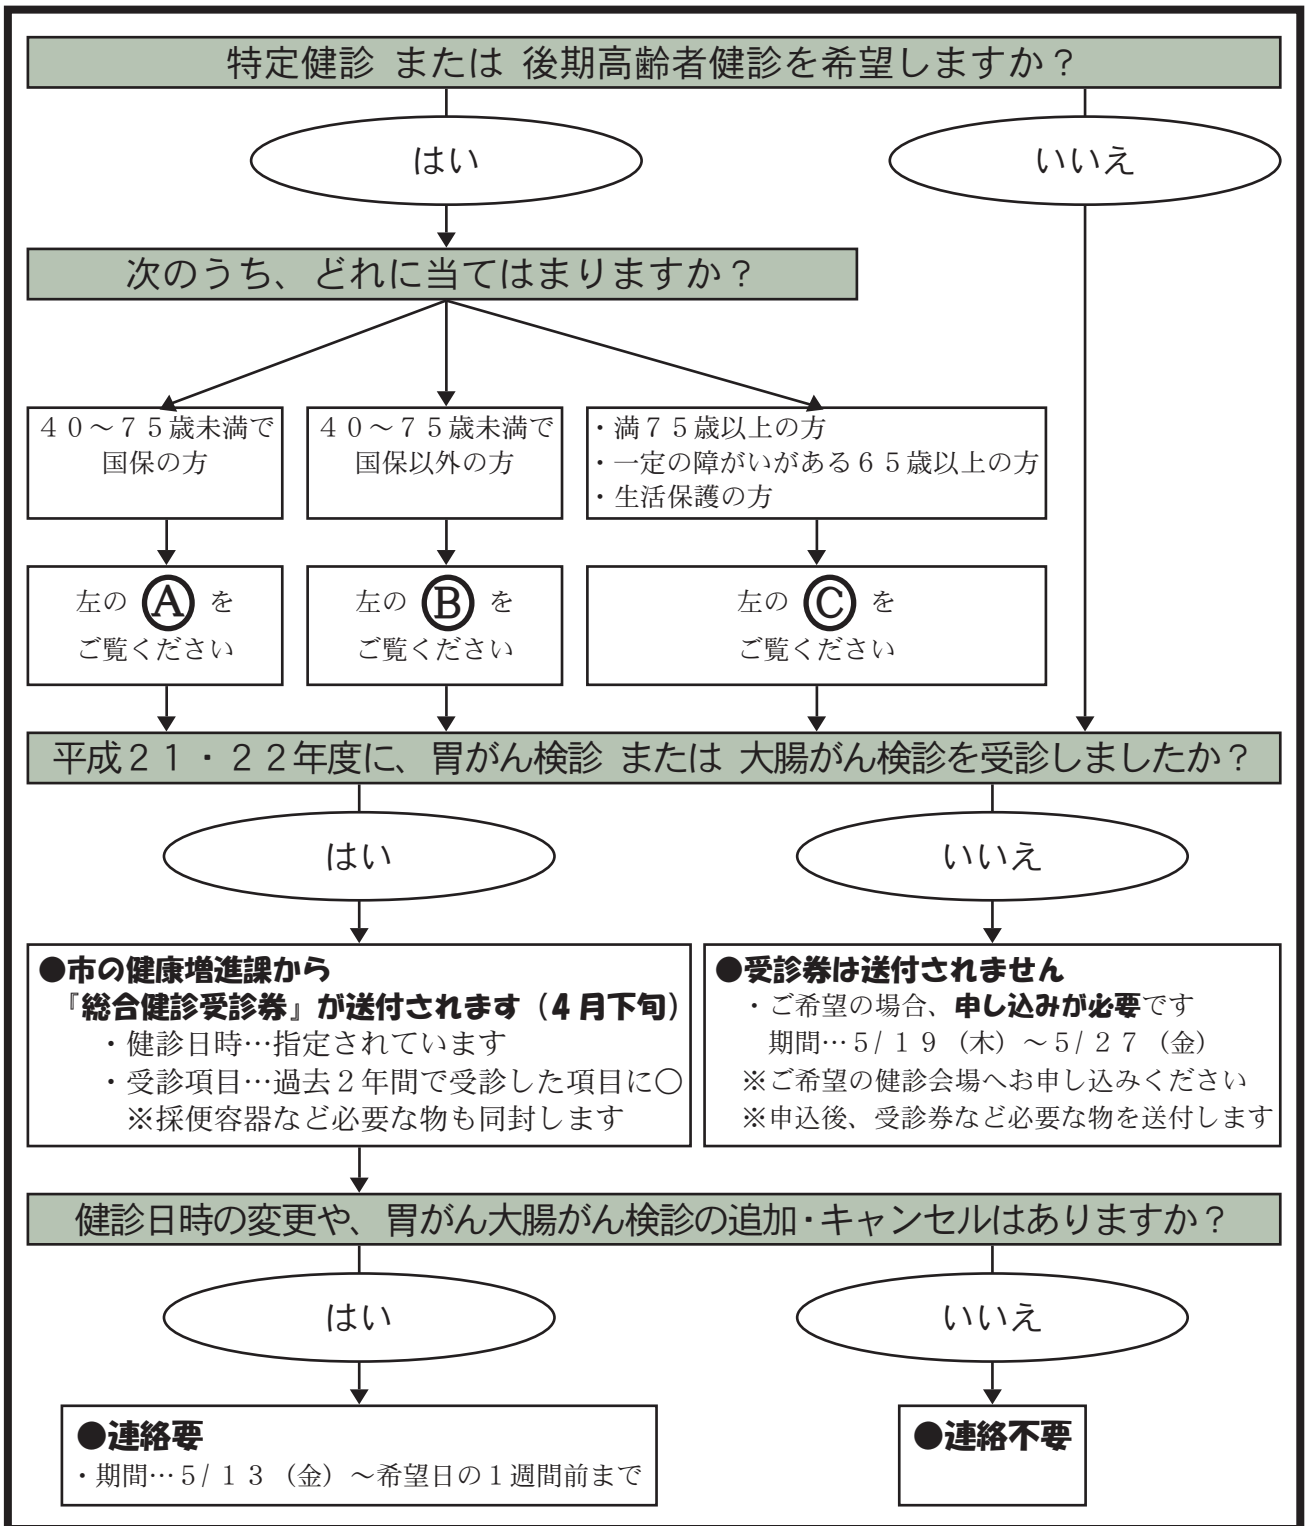 特定健診 または 後期高齢者健診を希望しますか？
はい
いいえ
次のうち、どれに当てはまりますか？
４０～７５歳未満で
国保の方
４０～７５歳未満で
国保以外の方
・満７５歳以上の方
・一定の障がいがある６５歳以上の方
・生活保護の方
左の Ⓐ を
ご覧ください
左の Ⓑ を
ご覧ください
左の Ⓒ を
ご覧ください
平成２１・２２年度に、胃がん検診 または 大腸がん検診を受診しましたか？
はい
いいえ
●市の健康増進課から
『総合健診受診券』が送付されます（４月下旬）
・健診日時…指定されています
・受診項目…過去２年間で受診した項目に○
※採便容器など必要な物も同封します
●受診券は送付されません
・ご希望の場合、申し込みが必要です
期間…５/１９（木）～５/２７（金）
※ご希望の健診会場へお申し込みください
※申込後、受診券など必要な物を送付します
健診日時の変更や、胃がん大腸がん検診の追加・キャンセルはありますか？
はい
いいえ
●連絡要
・期間…５/１３（金）～希望日の１週間前まで
●連絡不要